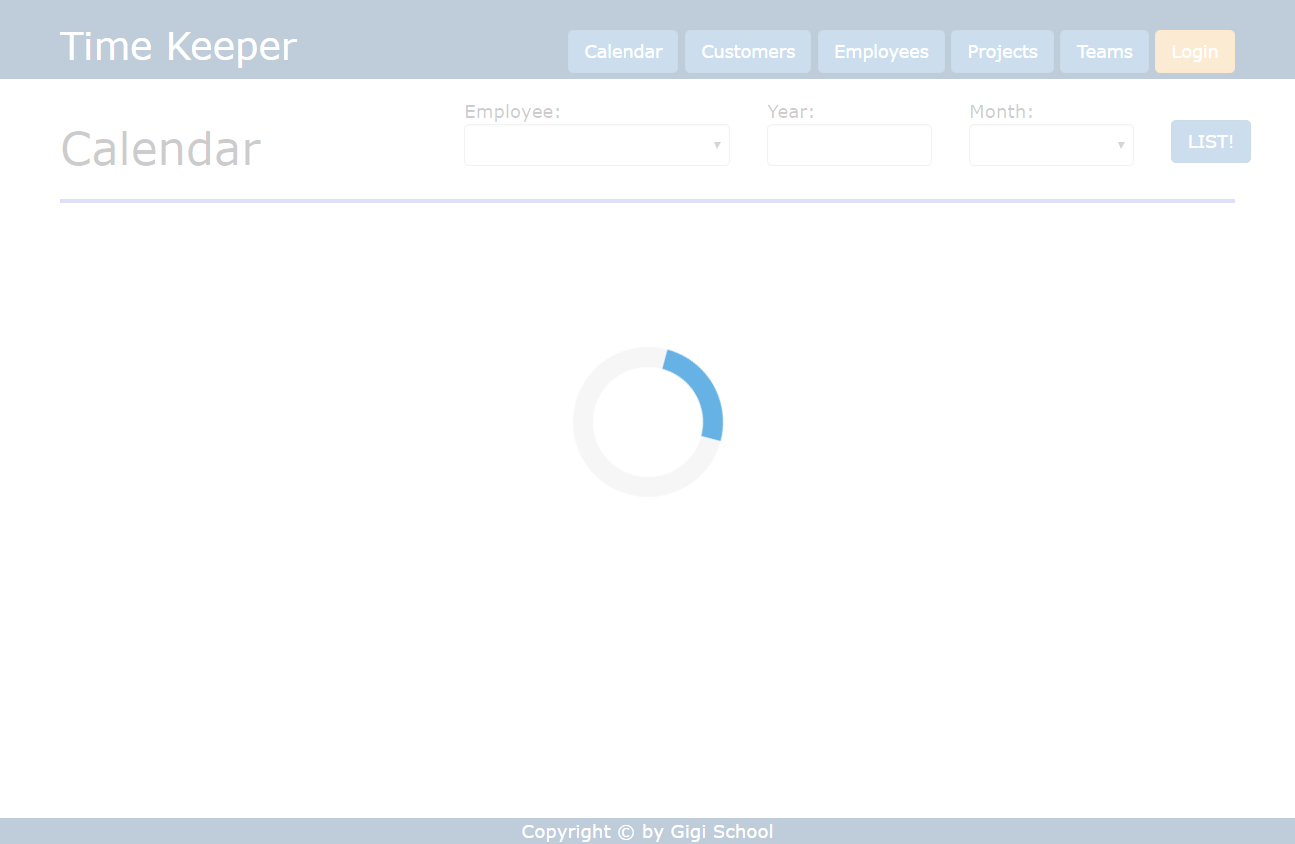 Time Keeper
Calendar Customers Employees Projects Teams Login
Calendar
Employee: Year: Month:
LIST!
Copyright © by Gigi School